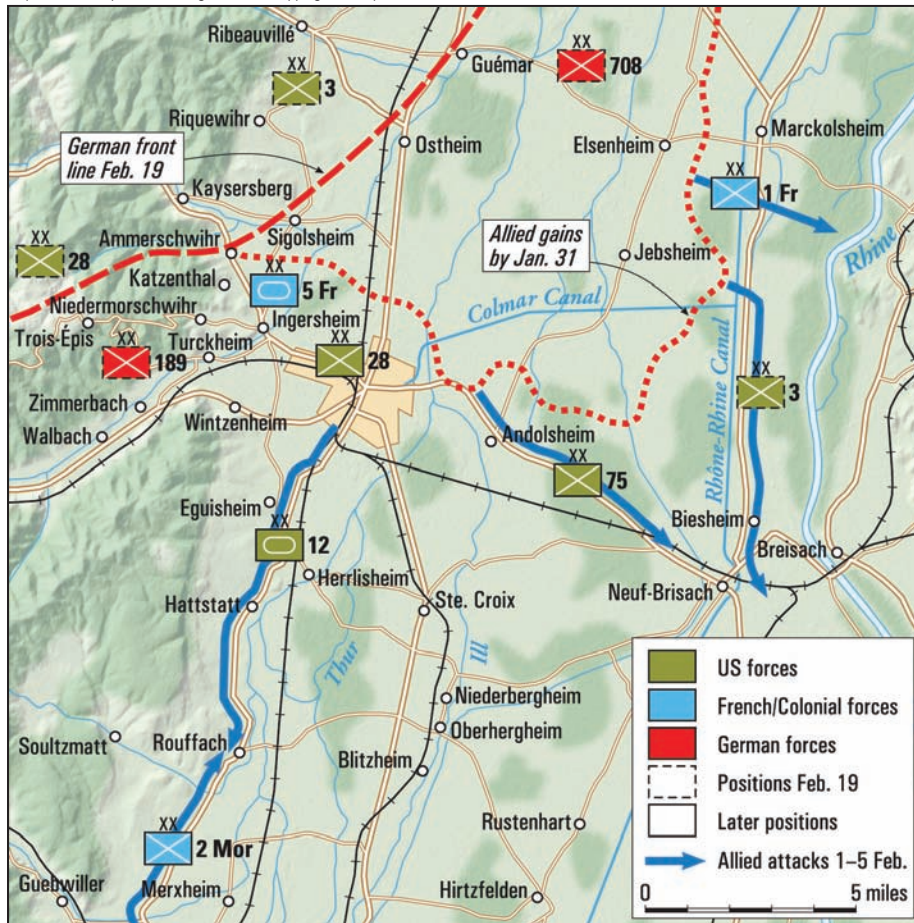 Ribeauvillé
XX
3
Guémar
XX
708
Riquewihr
Ostheim
Elsenheim
Marckolsheim
German front
line Feb. 19
Kaysersberg
XX
1 Fr
Rhine
Sigolsheim
Allied gains
by Jan. 31
Ammerschwihr
XX
28
Katzenthal
XX
5 Fr
Jebsheim
Niedermorschwihr
Colmar Canal
Trois-Épis
Ingersheim
XX
189
Turckheim
XX
28
Rhône-Rhine Canal
XX
3
Zimmerbach
Wintzenheim
Walbach
Andolsheim
XX
75
Eguisheim
Biesheim
XX
12
Breisach
Herrlisheim
Neuf-Brisach
Hattstatt
Ste. Croix
Thur
Ill
Niederbergheim
Oberhergheim
Soultzmatt
Rouffach
Blitzheim
Rustenhart
XX
2 Mor
Guebwiller
Merxheim
Hirtzfelden
US forces
French/Colonial forces
German forces
Positions Feb. 19
Later positions
Allied attacks 1–5 Feb.
0
5 miles